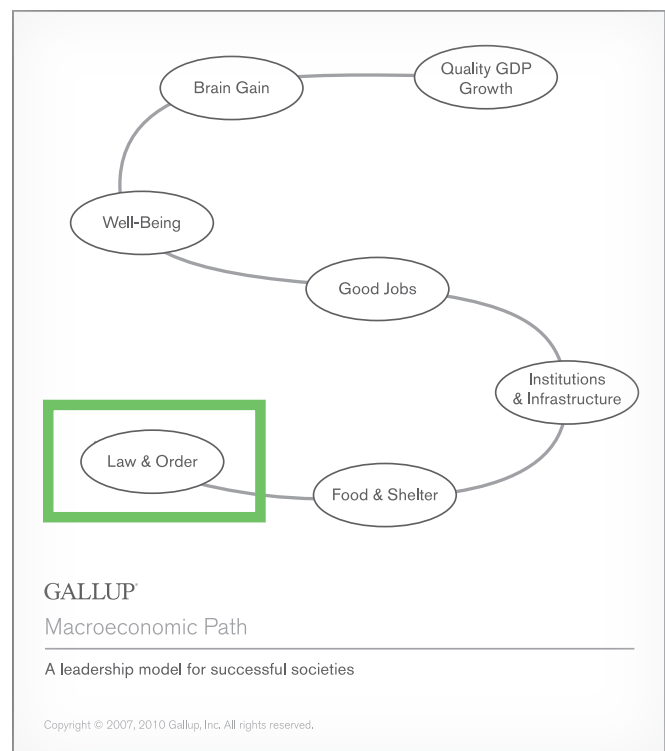 Brain Gain
Quality GDP
Growth
Well-Being
Good Jobs
Institutions
& Infrastructure
Law & Order
Food & Shelter
GALLUP®
Macroeconomic Path
A leadership model for successful societies
Copyright © 2007, 2010 Gallup, Inc. All rights reserved.